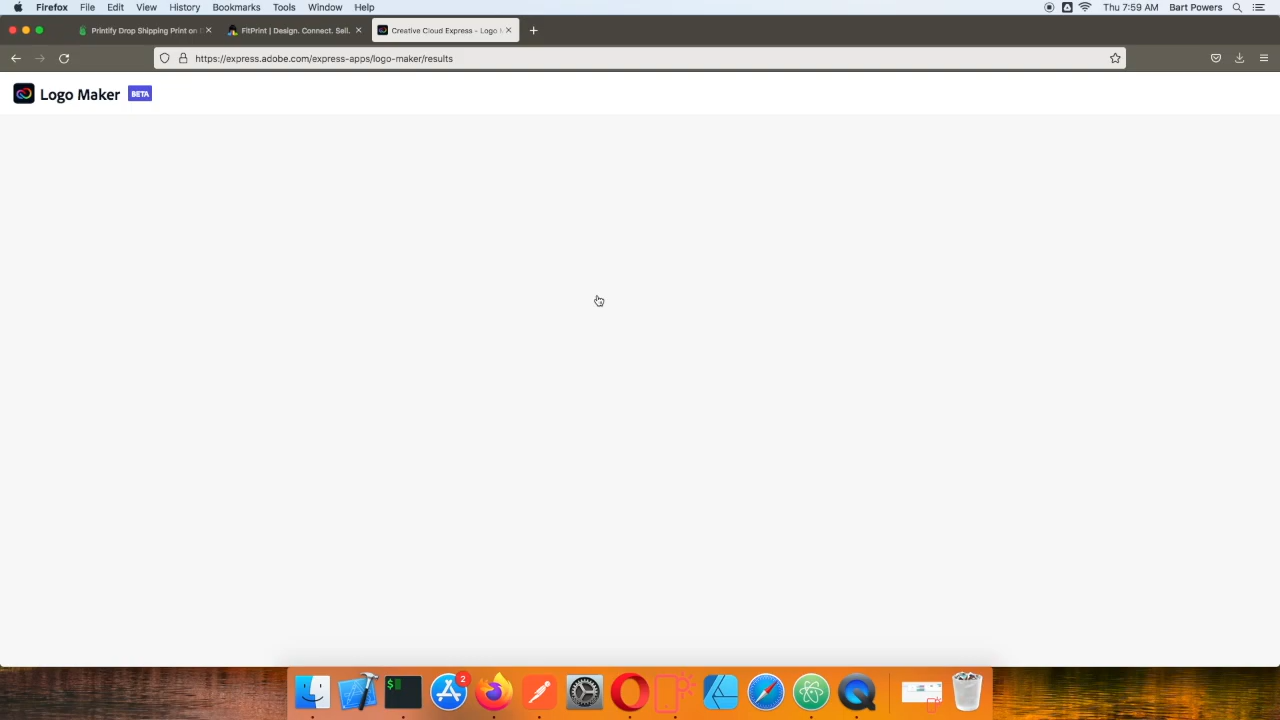 Firefox File Edit View History Bookmarks Tools Window Help Thu 7:59 AM Bart Powers
Printify Drop Shipping Print on FitPrint | Design. Connect. Sell. Creative Cloud Express - Logo
https://express.adobe.com/express-apps/logo-maker/results
Logo Maker BETA
2
$